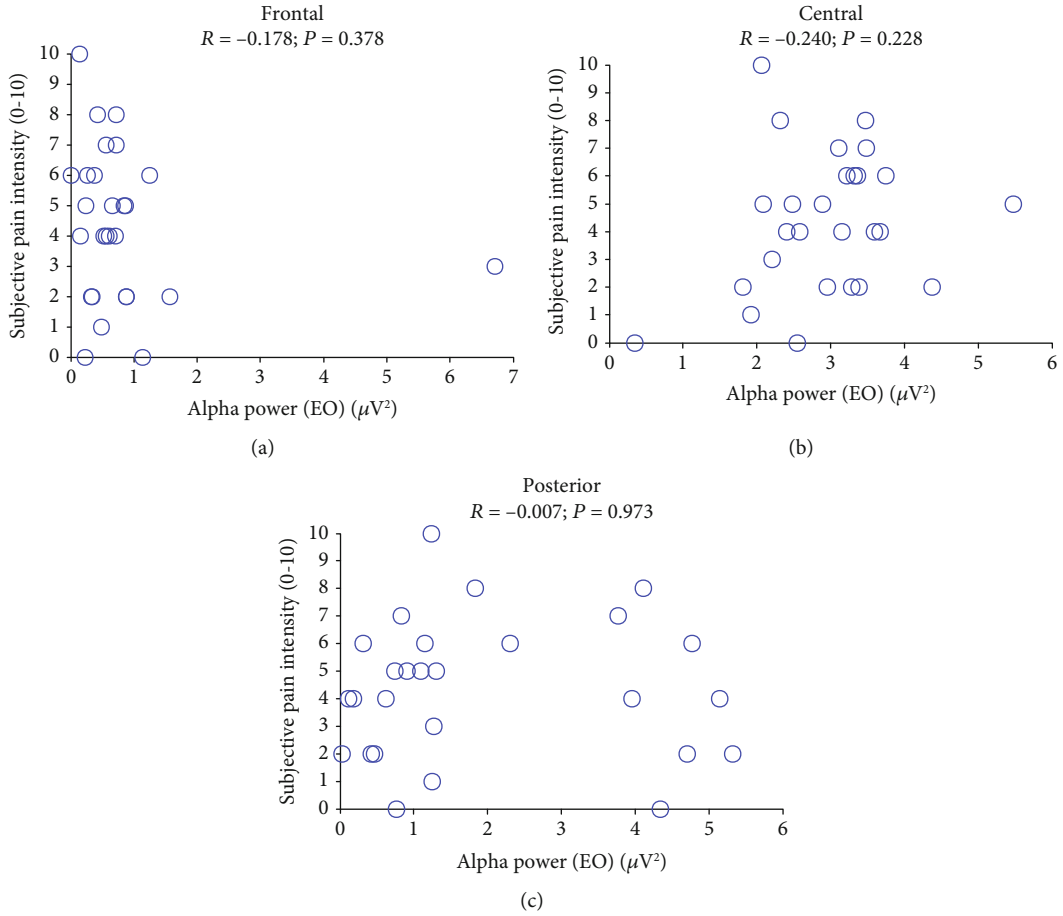 Frontal
R = –0.178; P = 0.378
Subjective pain intensity (0-10)
10
9
8
7
6
5
4
3
2
1
0
0 1 2 3 4 5 6 7
Alpha power (EO) (μV²)
(a)
Central
R = –0.240; P = 0.228
Subjective pain intensity (0-10)
10
9
8
7
6
5
4
3
2
1
0
0 1 2 3 4 5 6
Alpha power (EO) (μV²)
(b)
Posterior
R = –0.007; P = 0.973
Subjective pain intensity (0-10)
10
9
8
7
6
5
4
3
2
1
0
0 1 2 3 4 5 6
Alpha power (EO) (μV²)
(c)